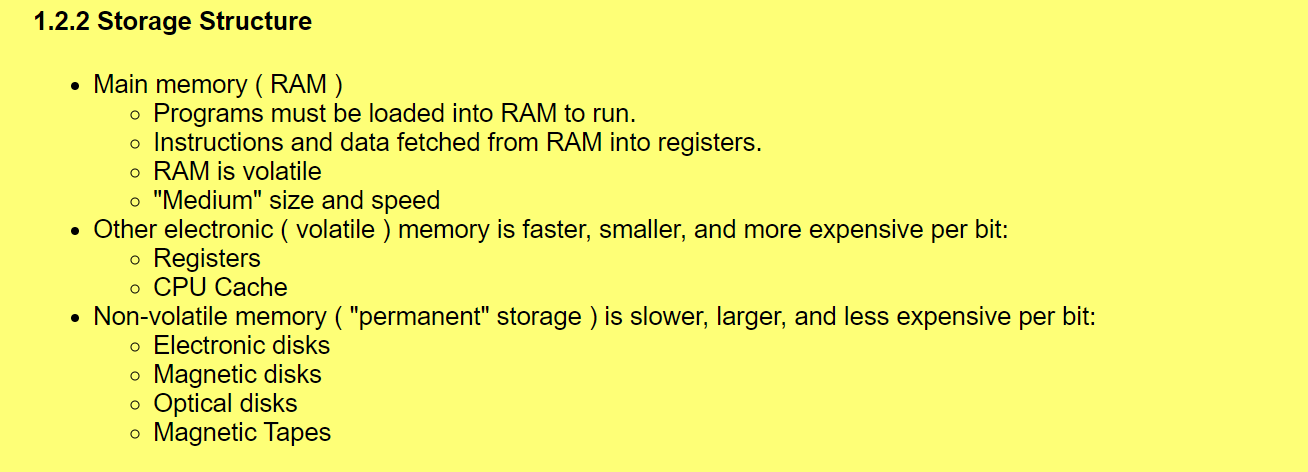 1.2.2 Storage Structure
• Main memory ( RAM )
◦ Programs must be loaded into RAM to run.
◦ Instructions and data fetched from RAM into registers.
◦ RAM is volatile
◦ "Medium" size and speed
• Other electronic ( volatile ) memory is faster, smaller, and more expensive per bit:
◦ Registers
◦ CPU Cache
• Non-volatile memory ( "permanent" storage ) is slower, larger, and less expensive per bit:
◦ Electronic disks
◦ Magnetic disks
◦ Optical disks
◦ Magnetic Tapes